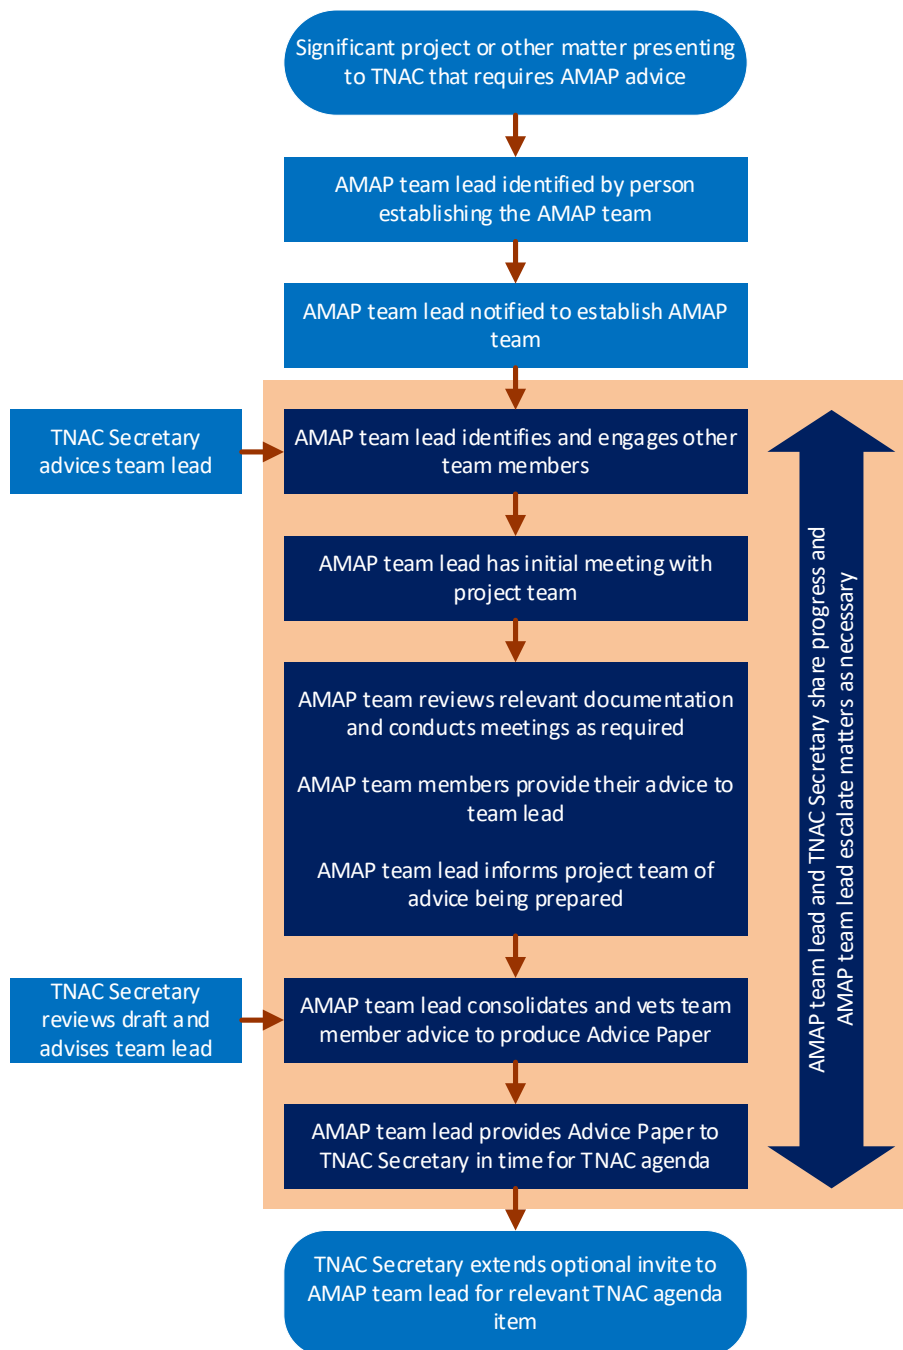 Significant project or other matter presenting
to TNAC that requires AMAP advice
AMAP team lead identified by person
establishing the AMAP team
AMAP team lead notified to establish AMAP
team
TNAC Secretary
advices team lead
AMAP team lead identifies and engages other
team members
AMAP team lead has initial meeting with
project team
AMAP team reviews relevant documentation
and conducts meetings as required
AMAP team members provide their advice to
team lead
AMAP team lead informs project team of
advice being prepared
TNAC Secretary
reviews draft and
advises team lead
AMAP team lead consolidates and vets team
member advice to produce Advice Paper
AMAP team lead provides Advice Paper to
TNAC Secretary in time for TNAC agenda
AMAP team lead and TNAC Secretary share progress and
AMAP team lead escalate matters as necessary
TNAC Secretary extends optional invite to
AMAP team lead for relevant TNAC agenda
item